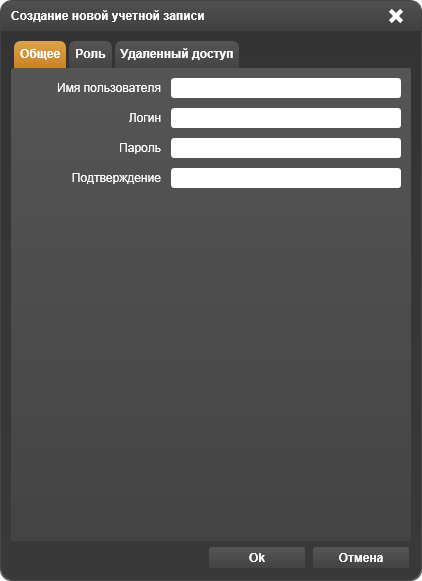 Создание новой учетной записи
Общее Роль Удаленный доступ
Имя пользователя
Логин
Пароль
Подтверждение
Ok Отмена